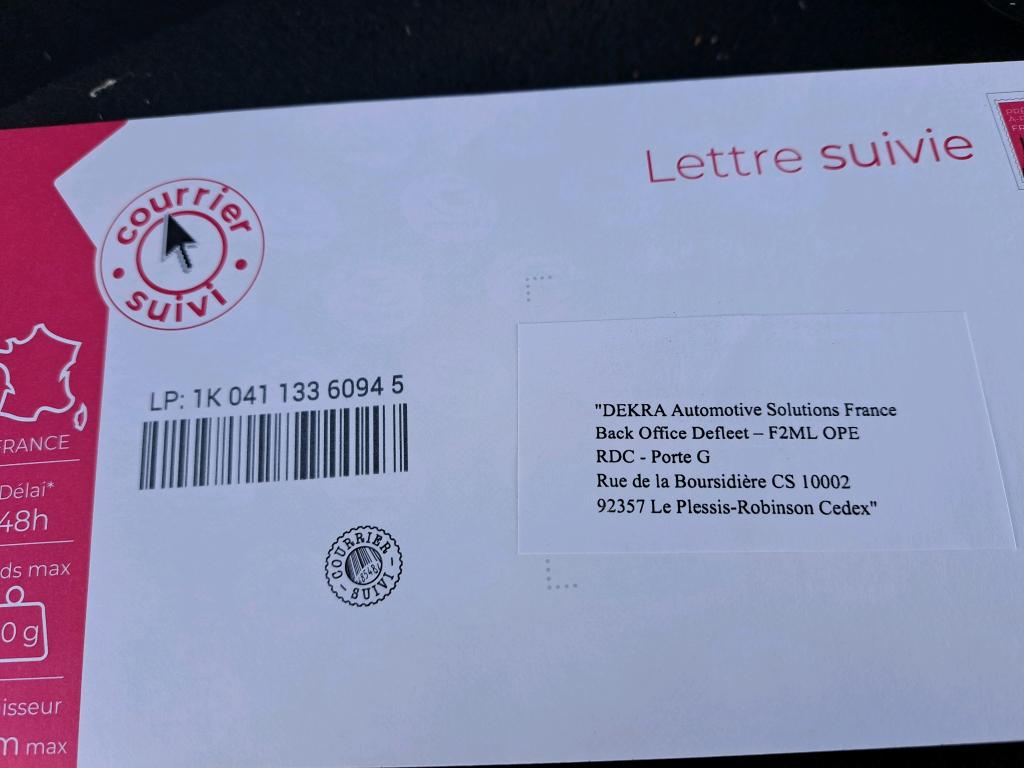 Lettre suivie
courrier
suivi
LP: 1K 041 133 6094 5
"DEKRA Automotive Solutions France
Back Office Defleet – F2ML OPE
RDC - Porte G
Rue de la Boursidière CS 10002
92357 Le Plessis-Robinson Cedex"
COURRIER
8548
SUIVI
FRANCE
Délai*
48h
max
0 g
max